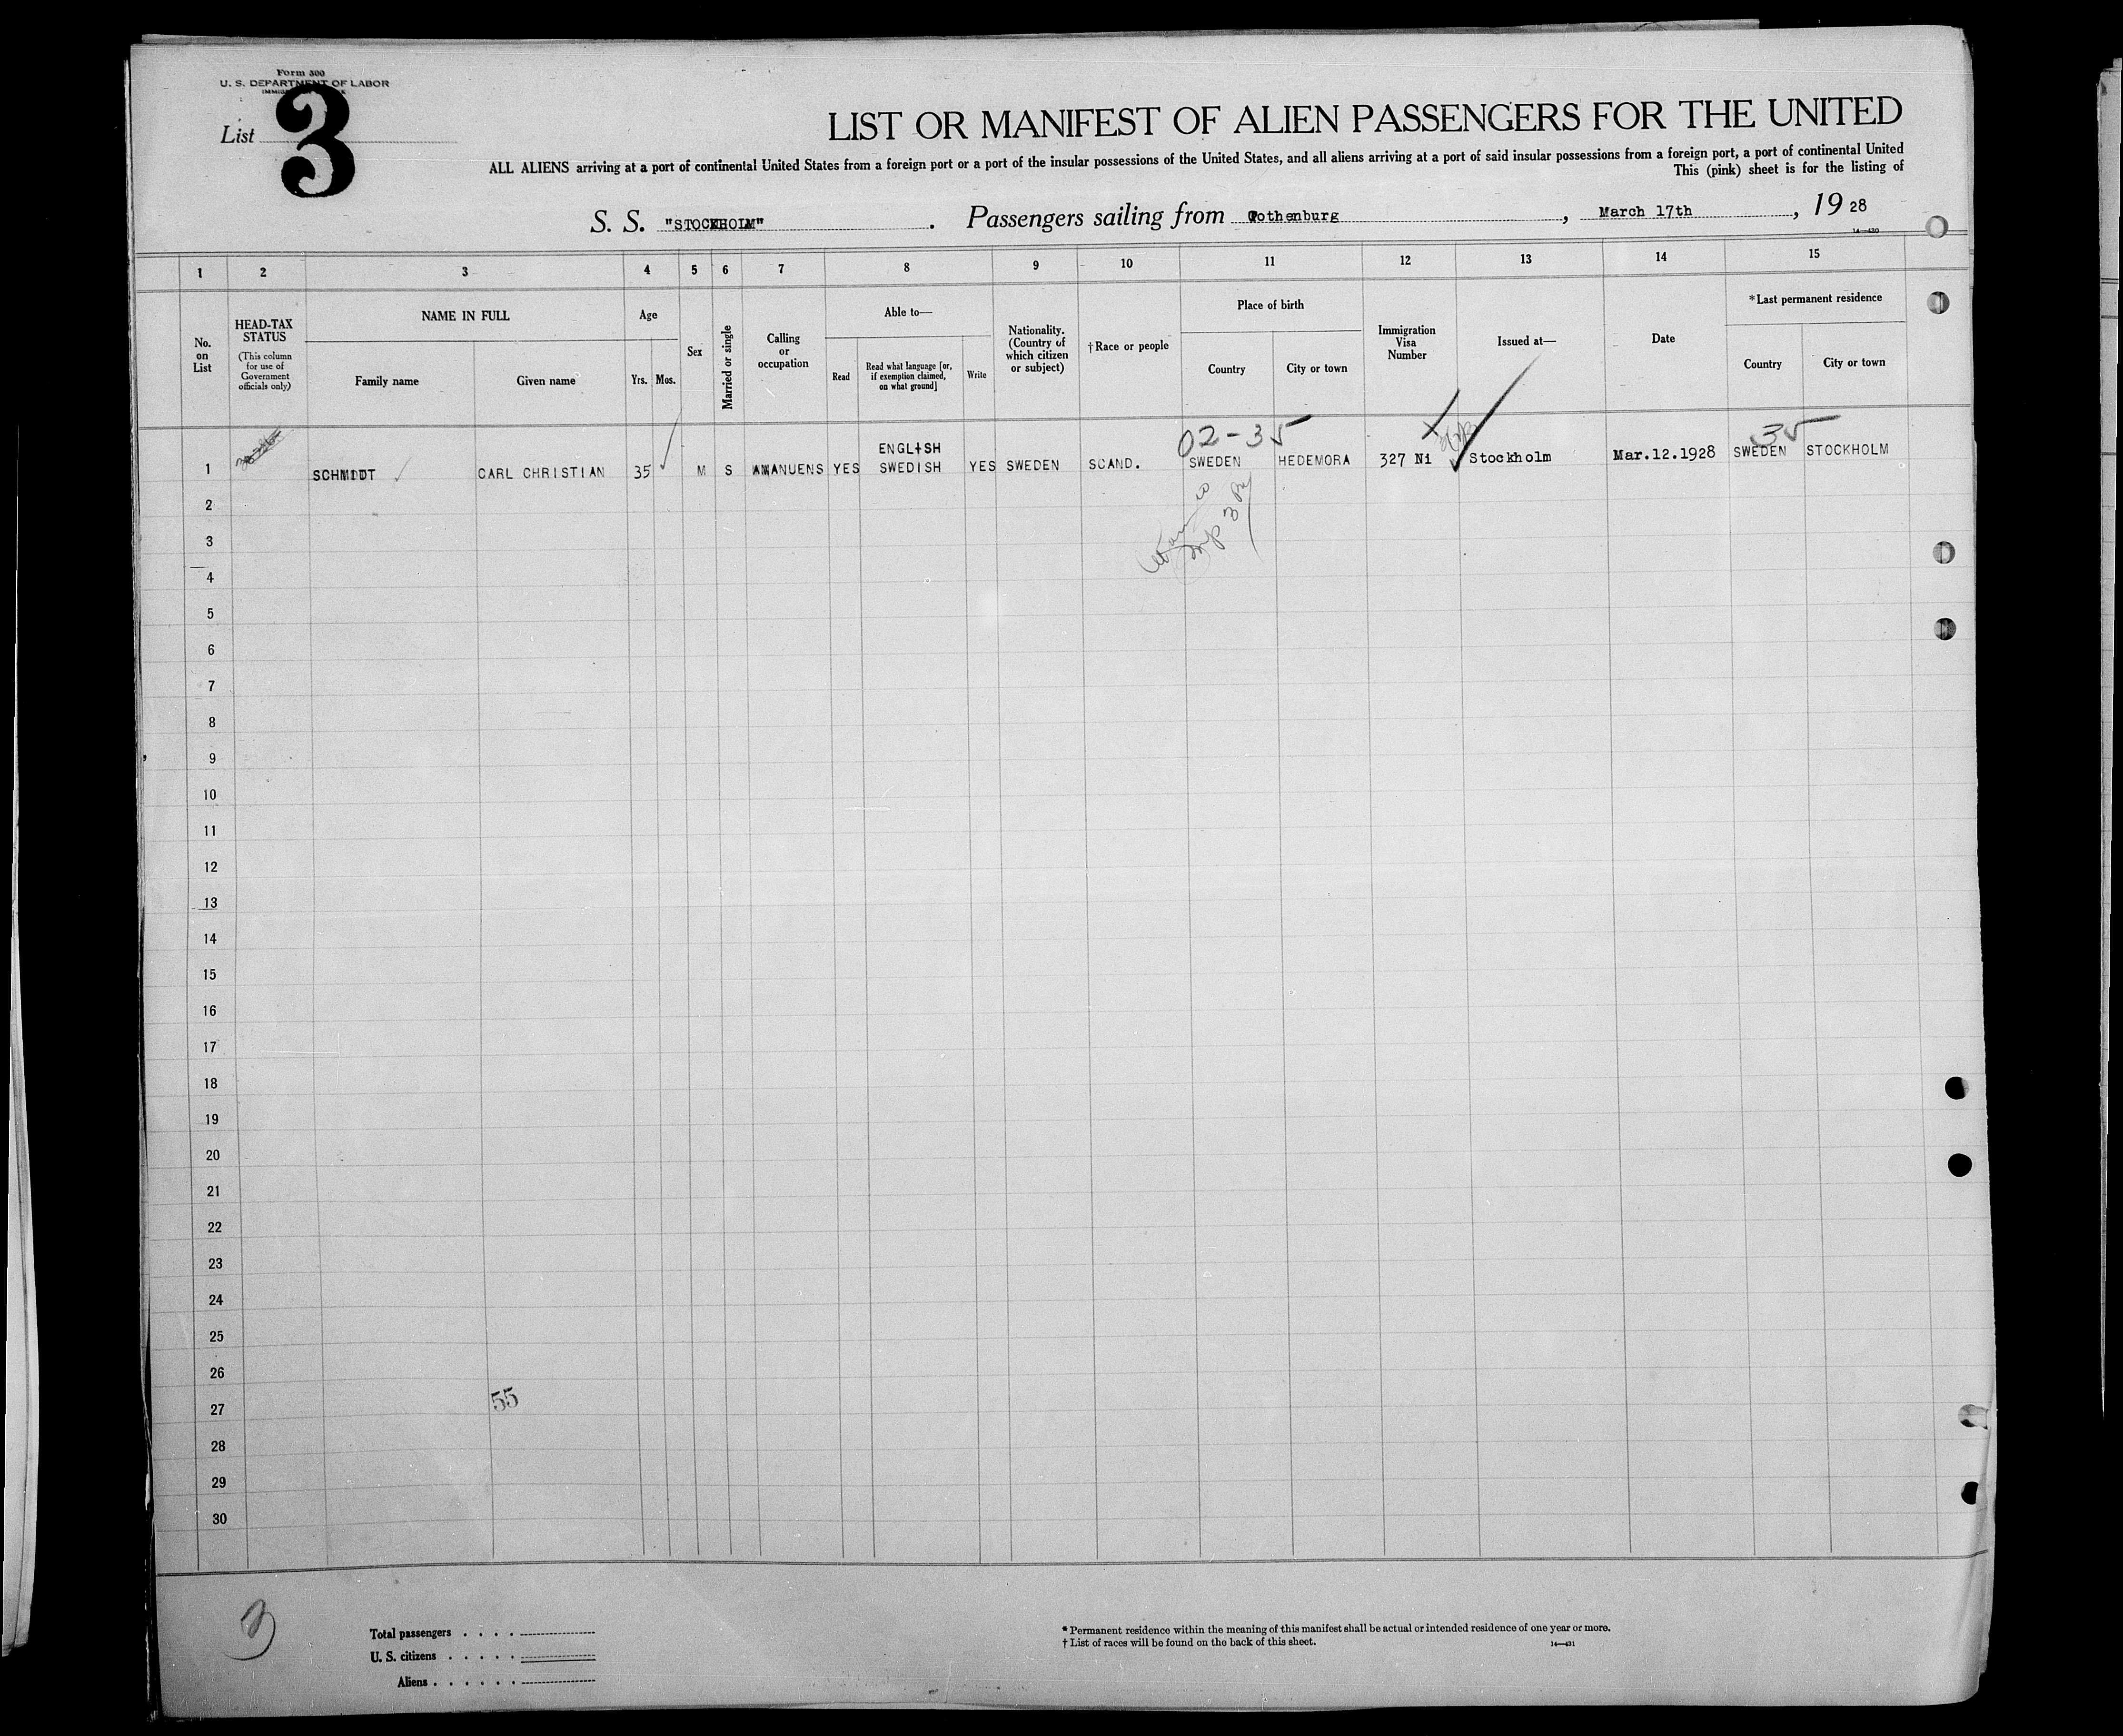 Form 500
U. S. DEPARTMENT OF LABOR
List 3
LIST OR MANIFEST OF ALIEN PASSENGERS FOR THE UNITED
ALL ALIENS arriving at a port of continental United States from a foreign port or a port of the insular possessions of the United States, and all aliens arriving at a port of said insular possessions from a foreign port, a port of continental United
This (pink) sheet is for the listing of
S. S. "STOCKHOLM". Passengers sailing from Gothenburg, March 17th, 1928
14—430
1 2 3 4 5 6 7 8 9 10 11 12 13 14 15
No. on List
HEAD-TAX STATUS
(This column for use of Government officials only)
NAME IN FULL
Family name
Given name
Age
Yrs.
Mos.
Sex
Married or single
Calling or occupation
Able to—
Read
Read what language [or, if exemption claimed, on what ground]
Write
Nationality. (Country of which citizen or subject)
†Race or people
Place of birth
Country
City or town
Immigration Visa Number
Issued at—
Date
*Last permanent residence
Country
City or town
02-35
35
ENGLISH
1 SCHMIDT CARL CHRISTIAN 35 M S AMANUENS YES SWEDISH YES SWEDEN SCAND. SWEDEN HEDEMORA 327 Ni Stockholm Mar.12.1928 SWEDEN STOCKHOLM
2
3
4
5
6
7
8
9
10
11
12
13
14
15
16
17
18
19
20
21
22
23
24
25
26
55
27
28
29
30
3
Total passengers . . . .
U. S. citizens . . . . .
Aliens . . . . . .
* Permanent residence within the meaning of this manifest shall be actual or intended residence of one year or more.
† List of races will be found on the back of this sheet.
14—431